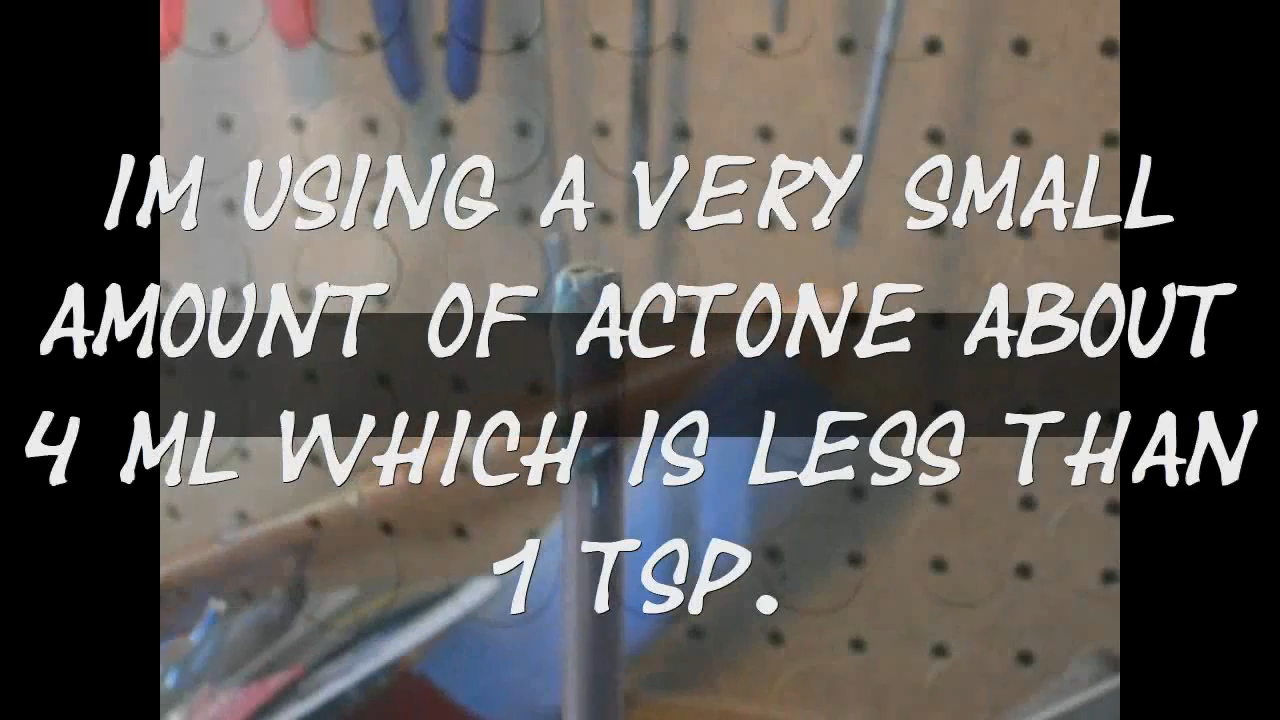 IM USING A VERY SMALL
AMOUNT OF ACTONE ABOUT
4 ML WHICH IS LESS THAN
1 TSP.